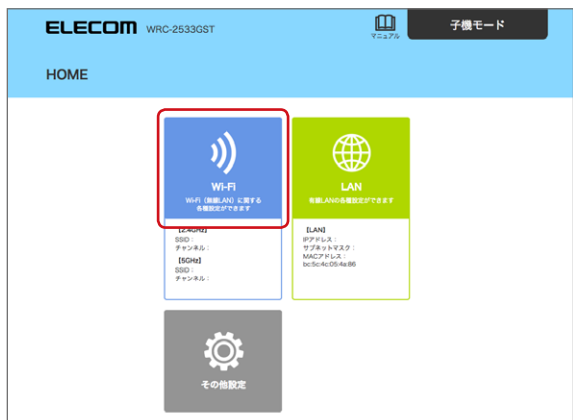 ELECOM WRC-2533GST
マニュアル
子機モード
HOME
Wi-Fi
Wi-Fi（無線LAN）に関する
各種設定ができます
【2.4GHz】
SSID：
チャンネル：
【5GHz】
SSID：
チャンネル：
LAN
有線LANの各種設定ができます
【LAN】
IPアドレス：
サブネットマスク：
MACアドレス：
bc:5c:4c:05:4a:86
その他設定